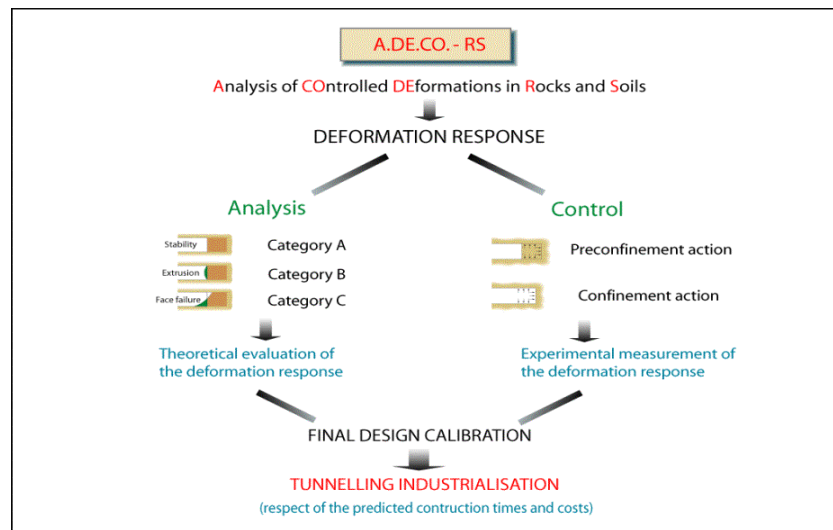 A.DE.CO. - RS
Analysis of COntrolled DEformations in Rocks and Soils
DEFORMATION RESPONSE
Analysis
Stability
Category A
Extrusion
Category B
Face failure
Category C
Theoretical evaluation of
the deformation response
Control
Preconfinement action
Confinement action
Experimental measurement of
the deformation response
FINAL DESIGN CALIBRATION
TUNNELLING INDUSTRIALISATION
(respect of the predicted contruction times and costs)